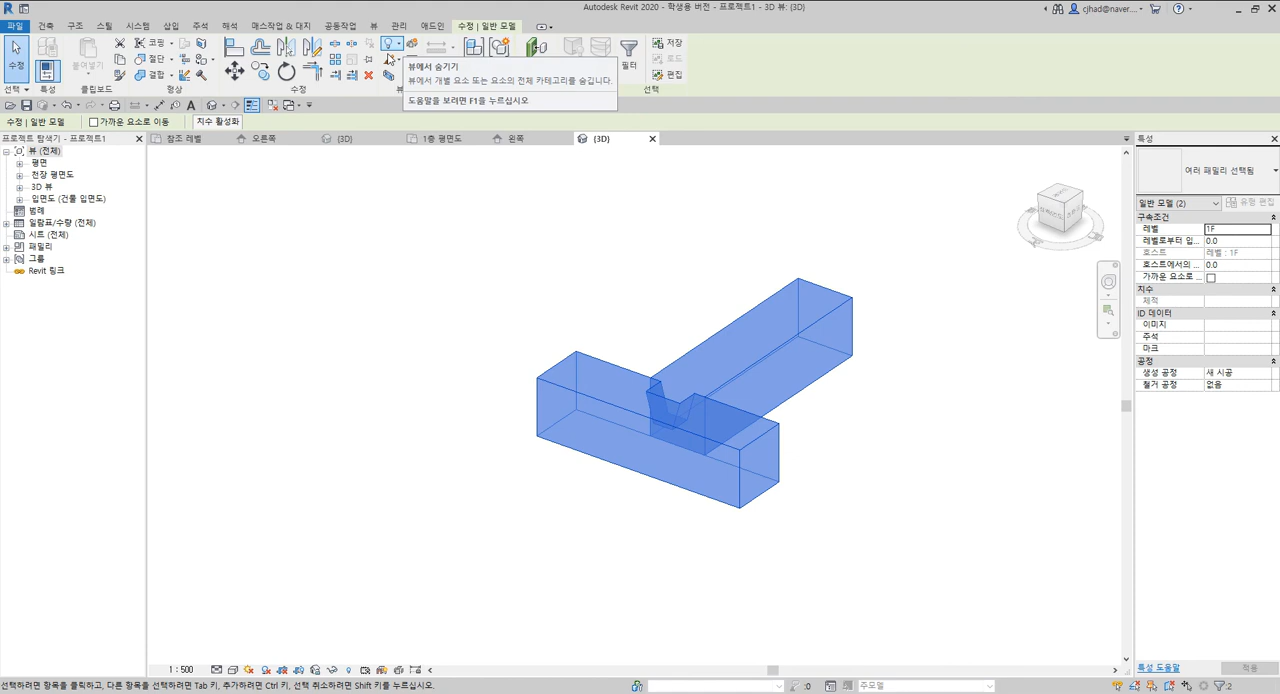 Autodesk Revit 2020 - 학생용 버전 - 프로젝트1 - 3D 뷰: {3D}
cjhad@naver....
파일 건축 구조 스틸 시스템 삽입 주석 해석 매스작업 & 대지 공동작업 뷰 관리 애드인 수정 | 일반 모델
수정
붙여넣기
코핑
절단
결합
필터
저장
로드
편집
선택 특성 클립보드 형상 수정 뷰 선택
뷰에서 숨기기
뷰에서 개별 요소 또는 요소의 전체 카테고리를 숨깁니다.
도움말을 보려면 F1을 누르십시오
수정 | 일반 모델 가까운 요소로 이동 치수 활성화
프로젝트 탐색기 - 프로젝트1
참조 레벨 오른쪽 {3D} 1층 평면도 왼쪽 {3D}
뷰 (전체)
평면
천장 평면도
3D 뷰
입면도 (건물 입면도)
범례
일람표/수량 (전체)
시트 (전체)
패밀리
그룹
Revit 링크
특성
여러 패밀리 선택됨
일반 모델 (2) 유형 편집
구속조건
레벨 1F
레벨로부터 입... 0.0
호스트 레벨 : 1F
호스트에서의 ... 0.0
가까운 요소로 ...
치수
체적
ID 데이터
이미지
주석
마크
공정
생성 공정 새 시공
철거 공정 없음
특성 도움말 적용
1 : 500
선택하려면 항목을 클릭하고, 다른 항목을 선택하려면 Tab 키, 추가하려면 Ctrl 키, 선택 취소하려면 Shift 키를 누르십시오.
:0
주모델
:2